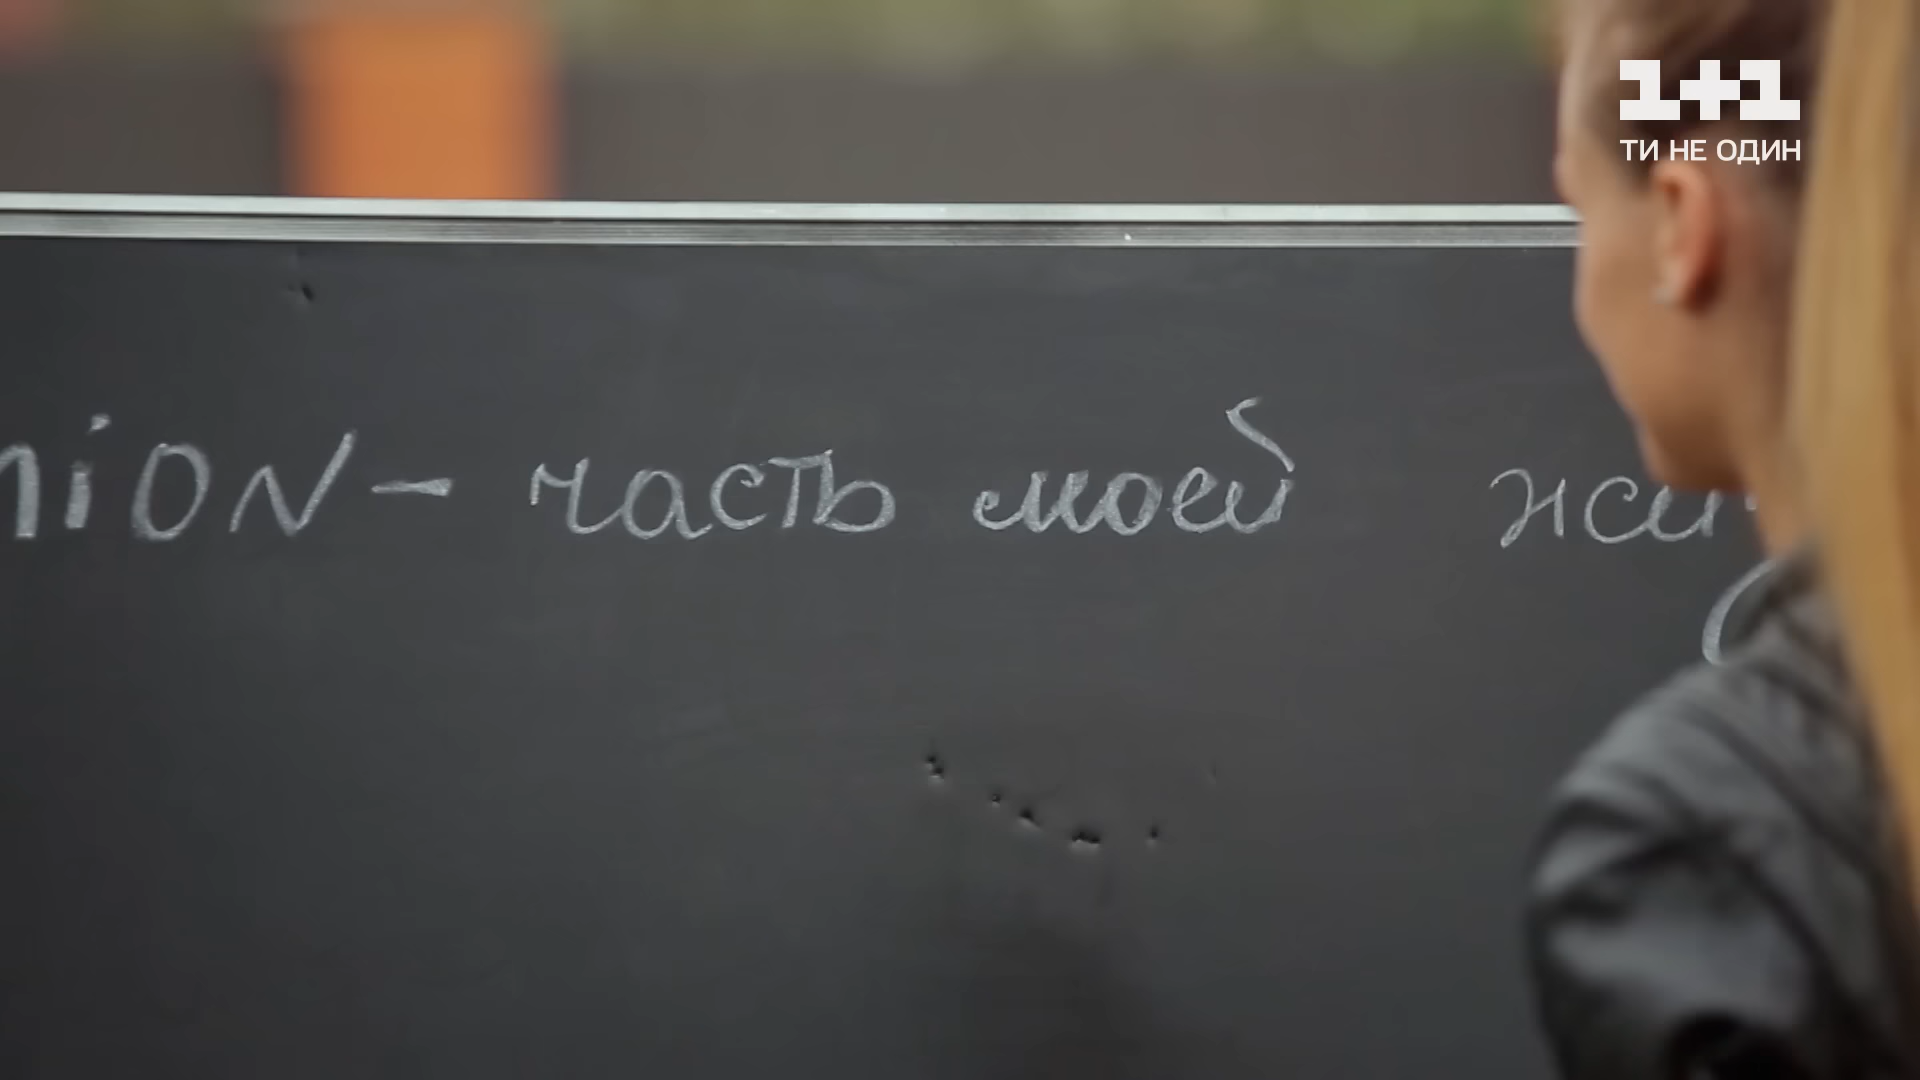 1+1
ТИ НЕ ОДИН
niON - часть моей